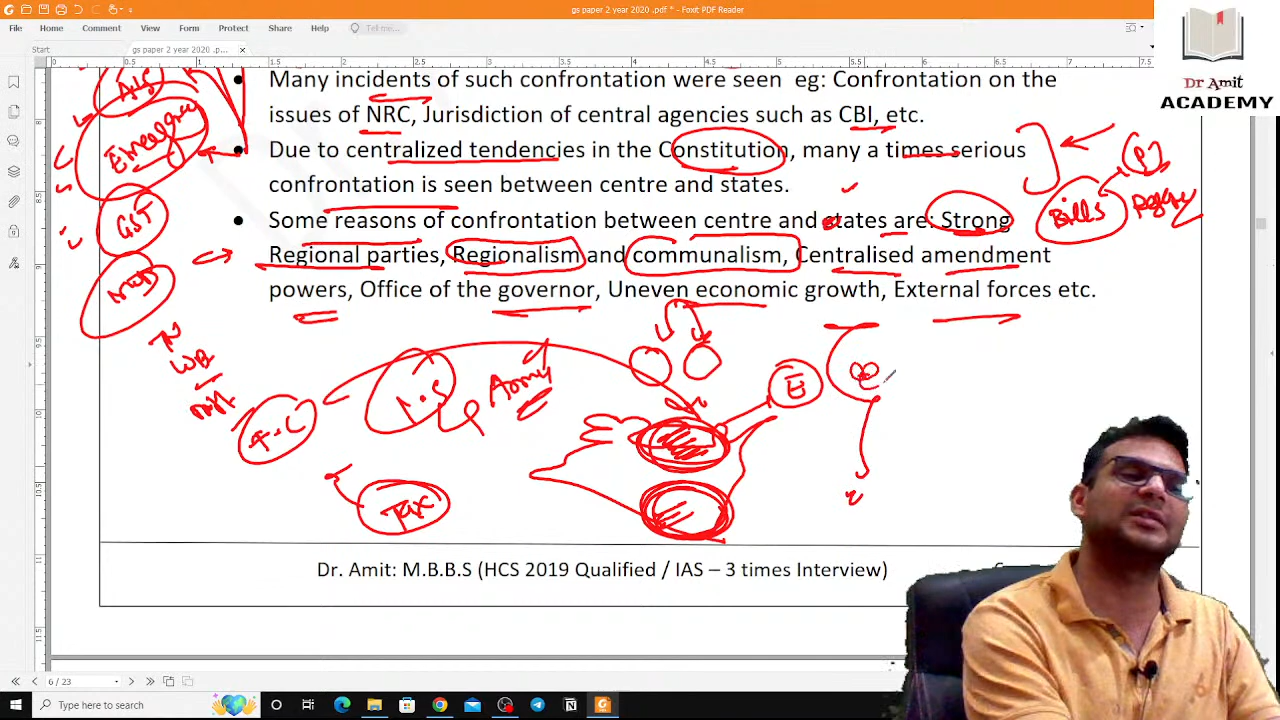 gs paper 2 year 2020 .pdf * - Foxit PDF Reader
File Home Comment View Form Protect Share Help Tell me...
Start gs paper 2 year 2020 .p...
Dr Amit
ACADEMY
Many incidents of such confrontation were seen eg: Confrontation on the
issues of NRC, Jurisdiction of central agencies such as CBI, etc.
Due to centralized tendencies in the Constitution, many a times serious
confrontation is seen between centre and states.
Some reasons of confrontation between centre and states are: Strong
Regional parties, Regionalism and communalism, Centralised amendment
powers, Office of the governor, Uneven economic growth, External forces etc.
Emergency
GST
Bills
Army
F.C
Tax
E
Dr. Amit: M.B.B.S (HCS 2019 Qualified / IAS – 3 times Interview)
6 / 23
Type here to search